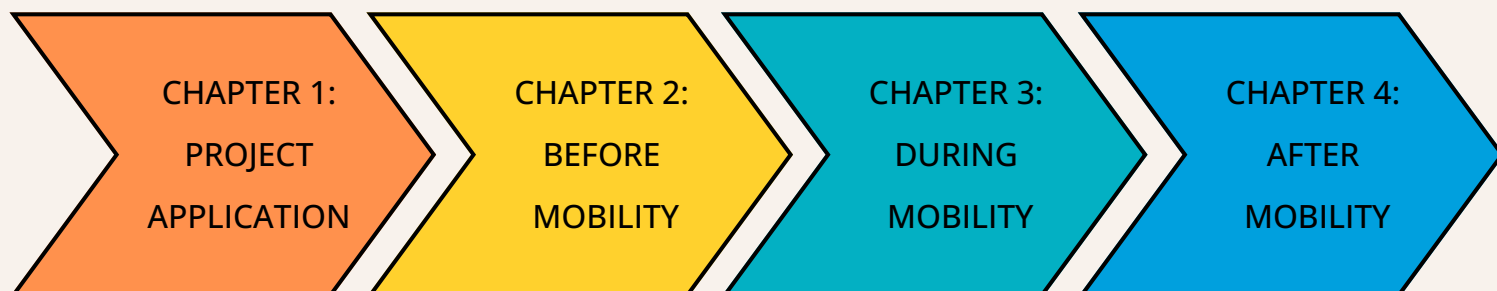 CHAPTER 1:
PROJECT
APPLICATION
CHAPTER 2:
BEFORE
MOBILITY
CHAPTER 3:
DURING
MOBILITY
CHAPTER 4:
AFTER
MOBILITY